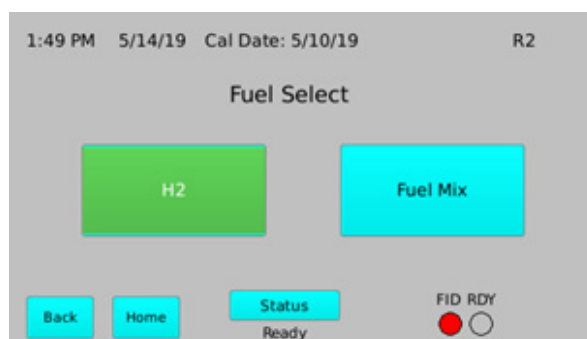 1:49 PM 5/14/19 Cal Date: 5/10/19 R2
Fuel Select
H2 Fuel Mix
Back Home Status FID RDY
Ready